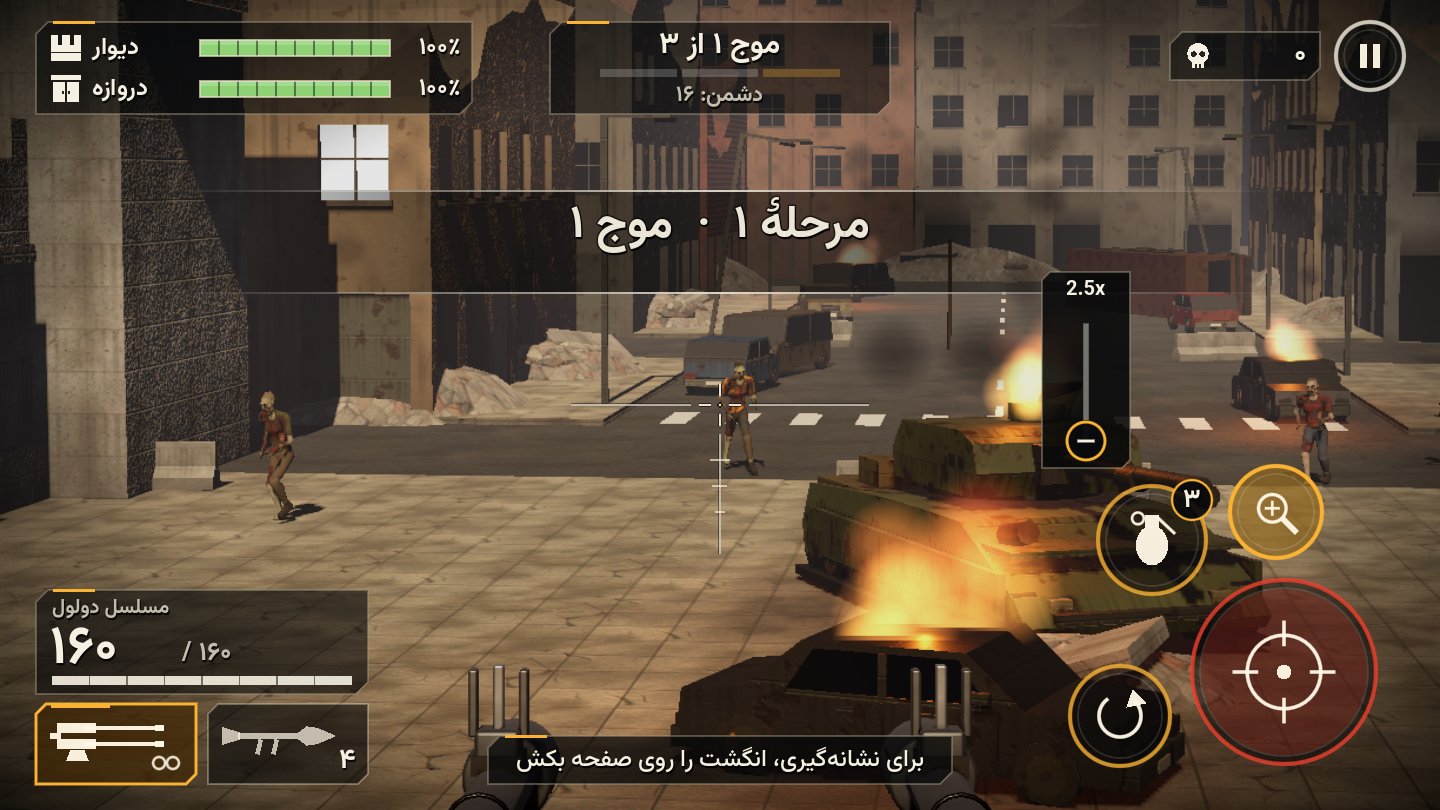 دیوار ۱۰۰٪
دروازه ۱۰۰٪
موج ۱ از ۳
دشمن: ۱۶
۰
مرحلهٔ ۱ · موج ۱
2.5x
۳
مسلسل دولول
۱۶۰ / ۱۶۰
∞
۴
برای نشانه‌گیری، انگشت را روی صفحه بکش